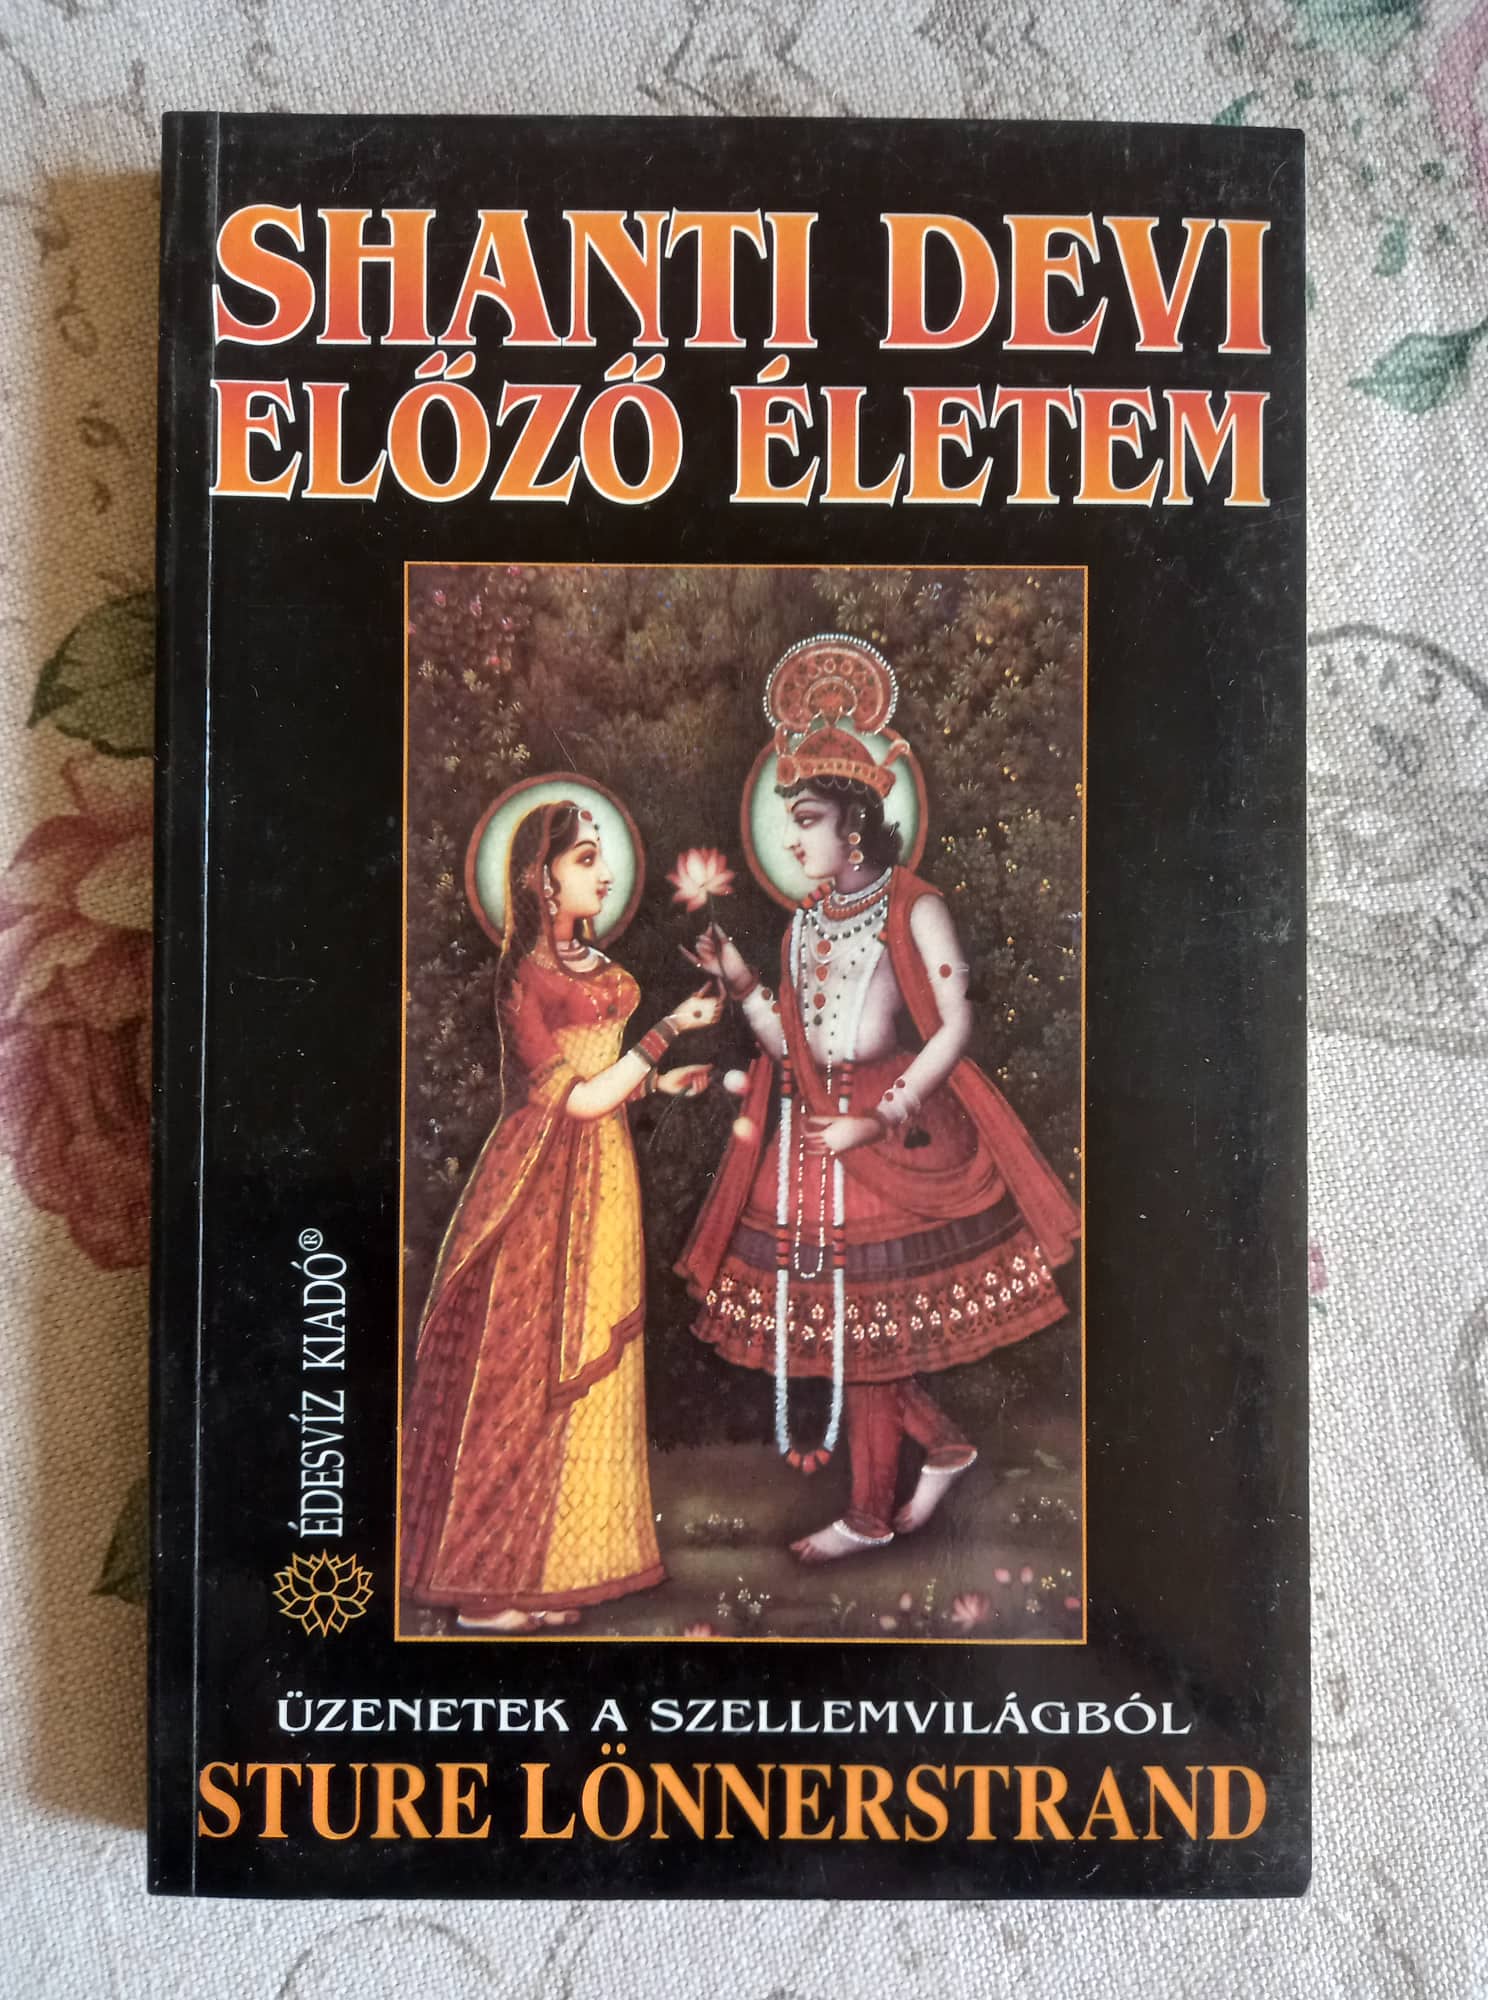 SHANTI DEVI
ELŐZŐ ÉLETEM
ÉDESVÍZ KIADÓ®
ÜZENETEK A SZELLEMVILÁGBÓL
STURE LÖNNERSTRAND